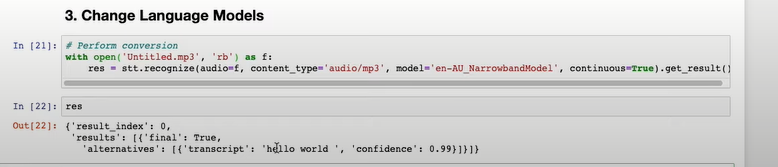 3. Change Language Models
In [21]: # Perform conversion
with open('Untitled.mp3', 'rb') as f:
    res = stt.recognize(audio=f, content_type='audio/mp3', model='en-AU_NarrowbandModel', continuous=True).get_result()
In [22]: res
Out[22]: {'result_index': 0,
 'results': [{'final': True,
   'alternatives': [{'transcript': 'hello world ', 'confidence': 0.99}]}]}